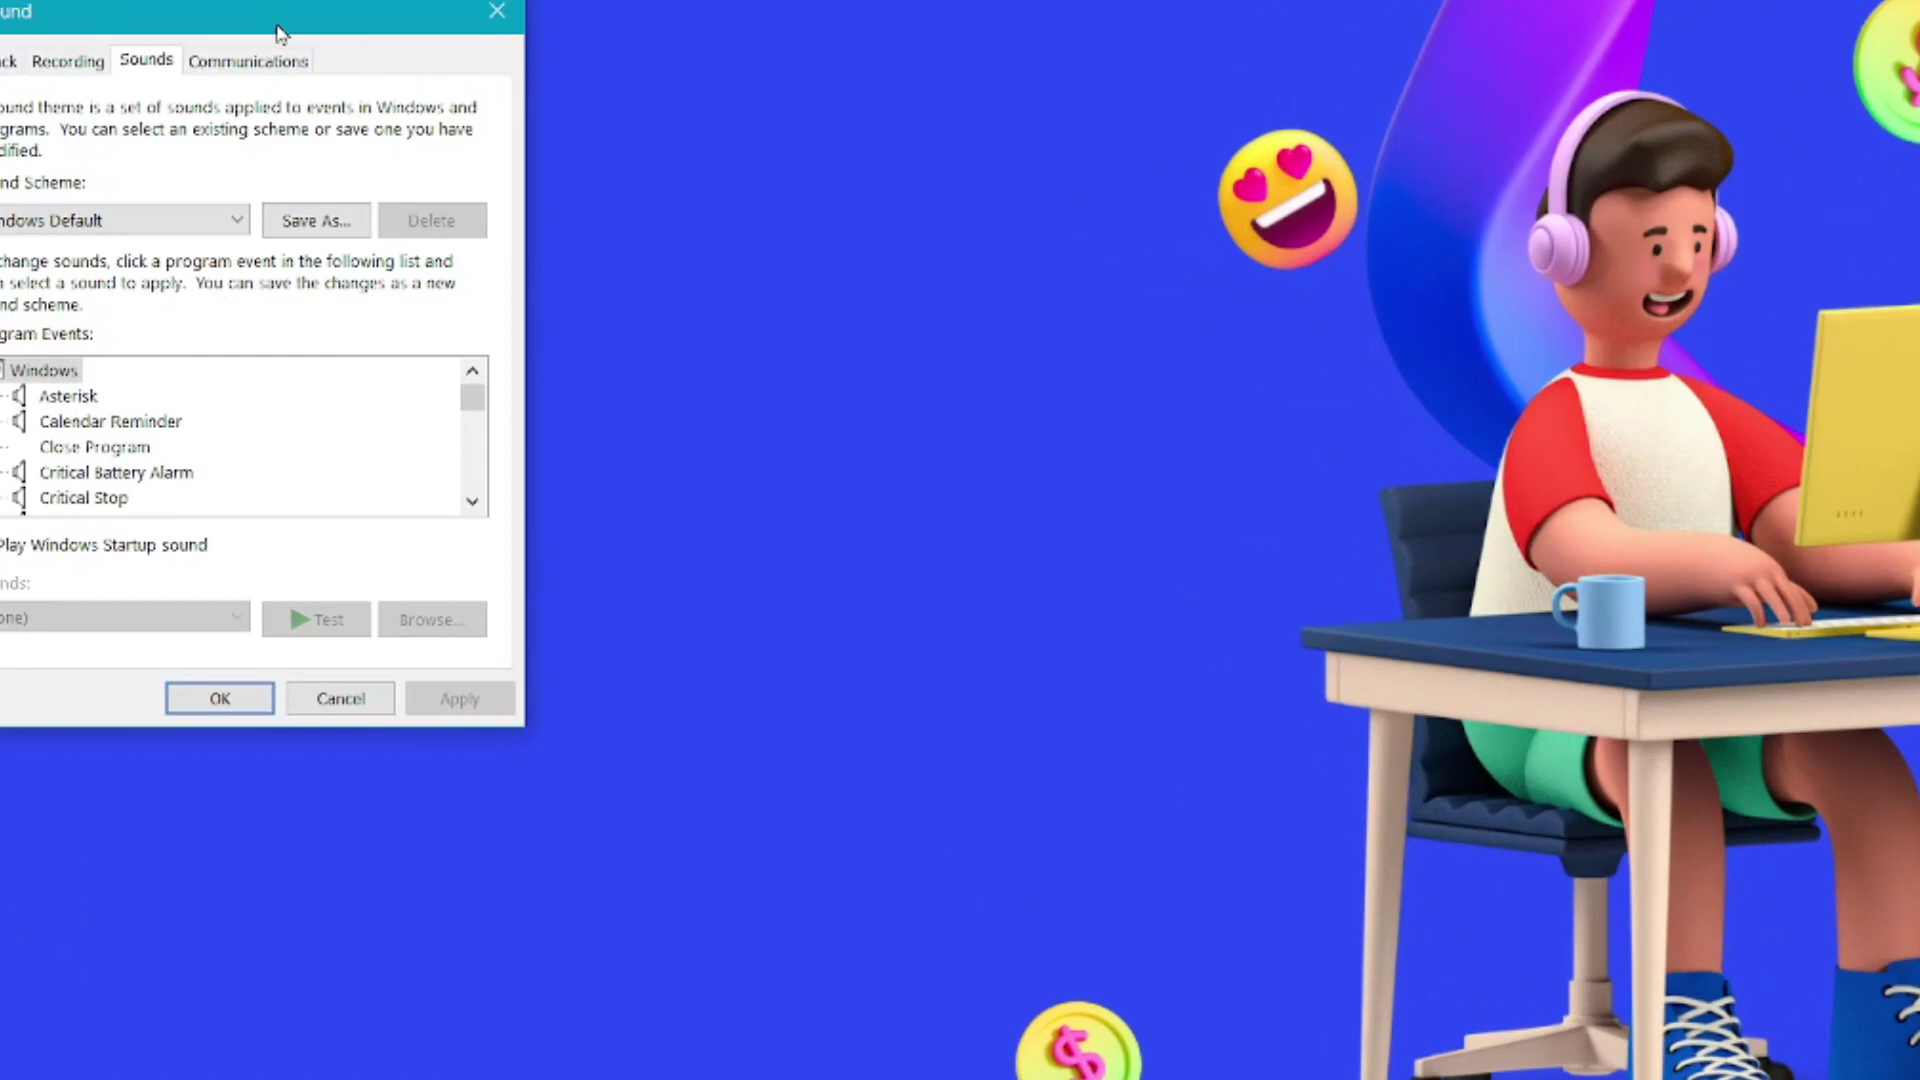 und
ck Recording Sounds Communications
ound theme is a set of sounds applied to events in Windows and
grams. You can select an existing scheme or save one you have
dified.
nd Scheme:
ndows Default Save As... Delete
change sounds, click a program event in the following list and
n select a sound to apply. You can save the changes as a new
nd scheme.
gram Events:
Windows
Asterisk
Calendar Reminder
Close Program
Critical Battery Alarm
Critical Stop
Play Windows Startup sound
nds:
one) Test Browse...
OK Cancel Apply